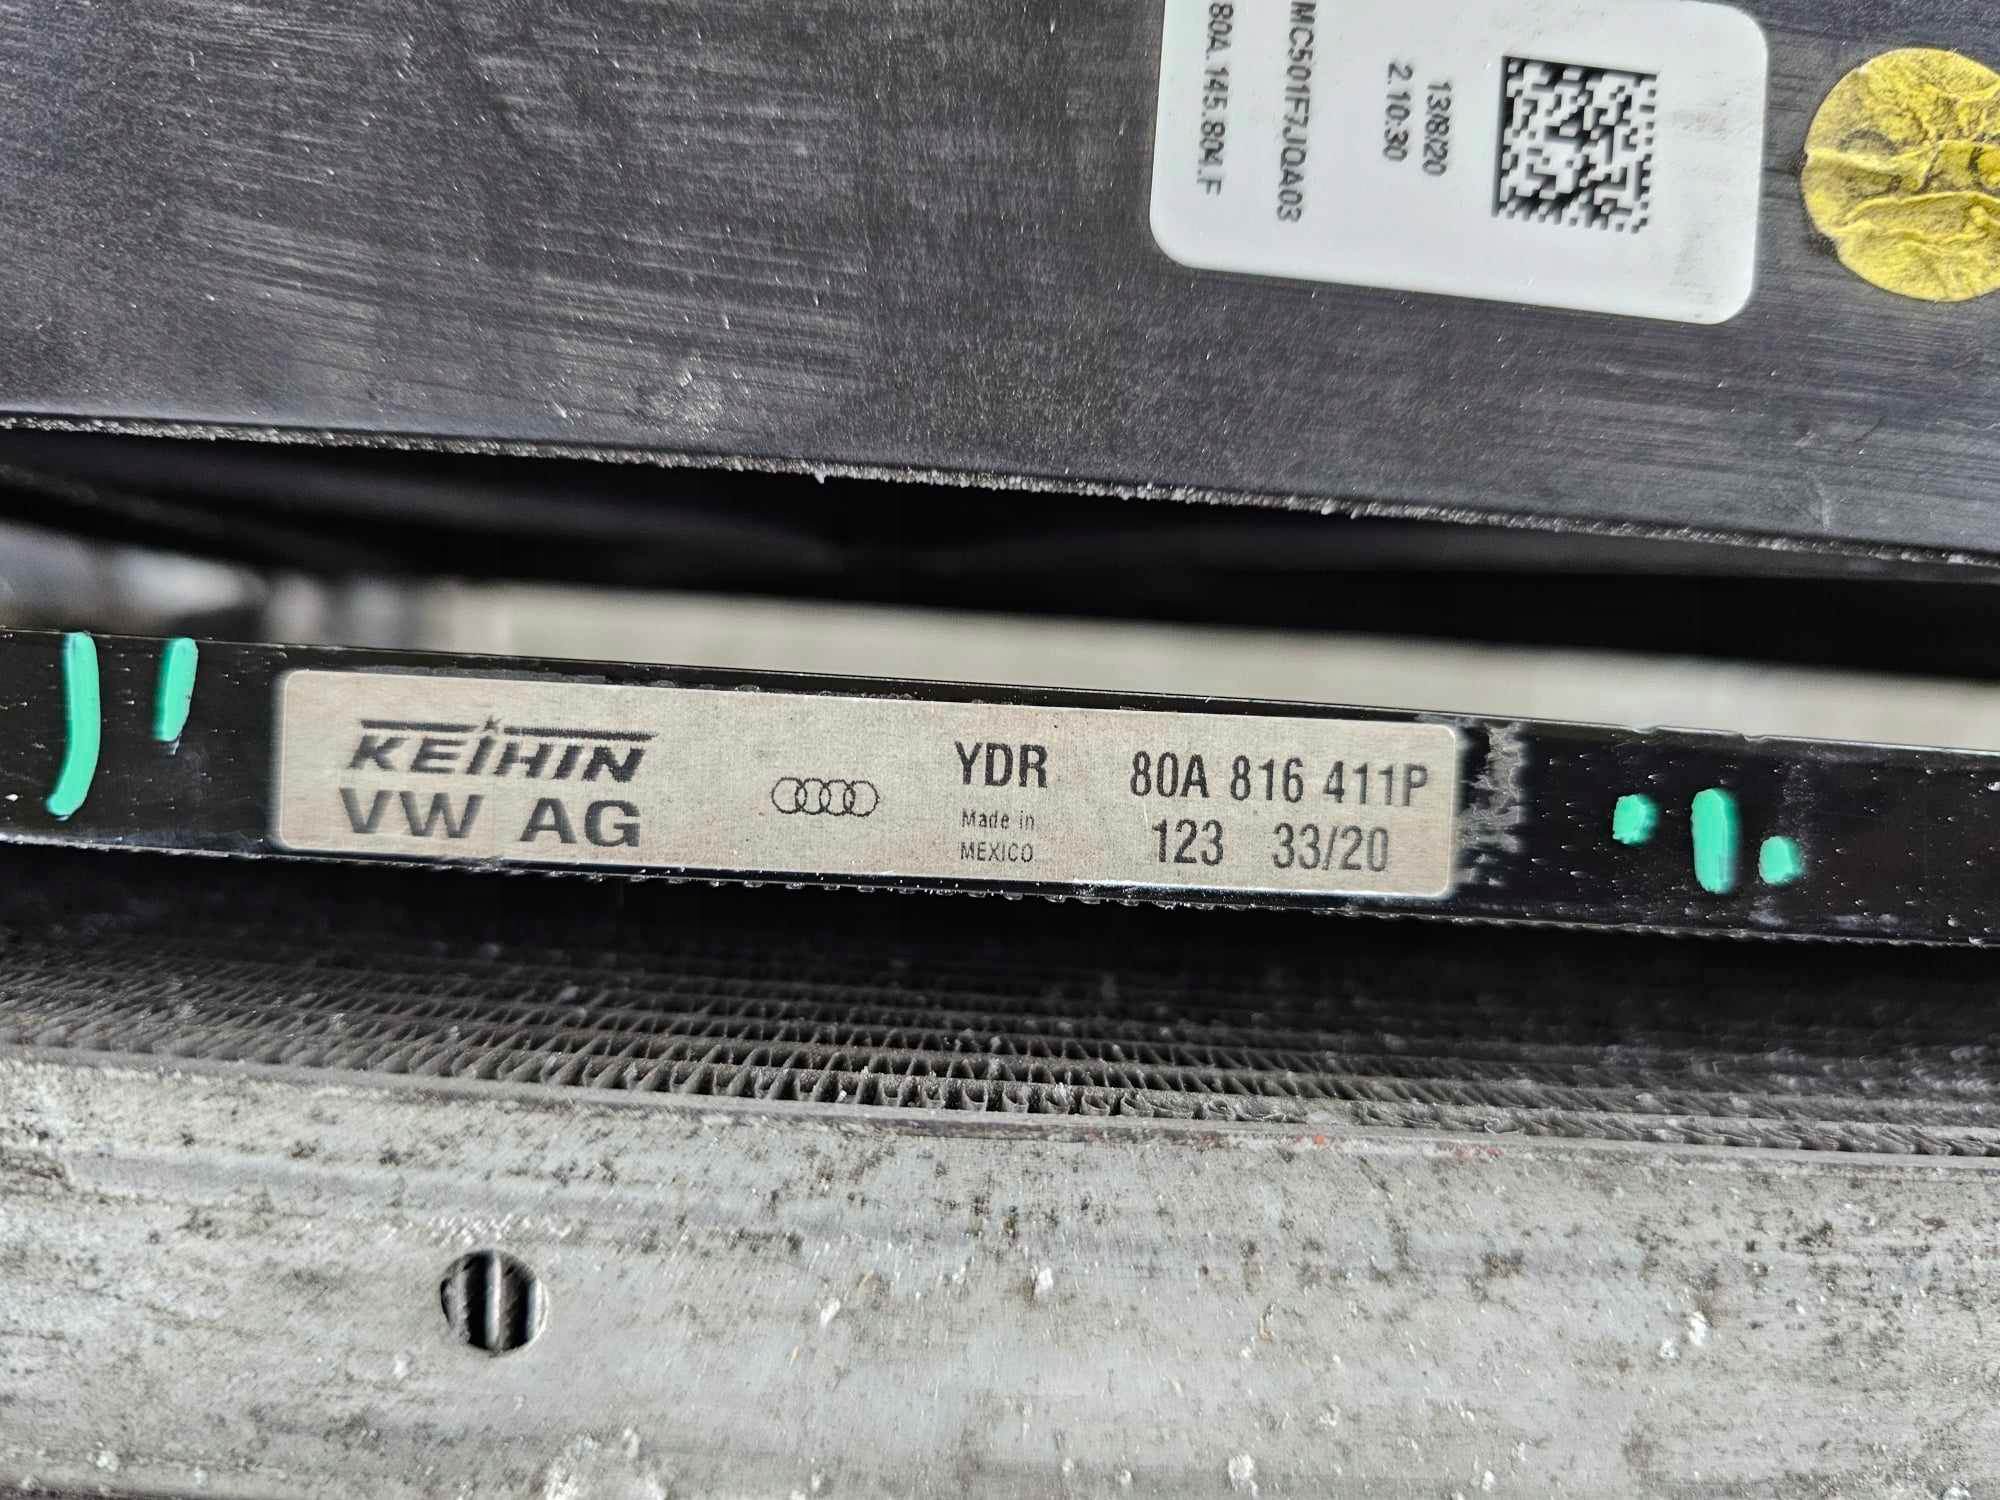 13/8/20
2.10:30
MC501F7JQA03
80A.145.804.F
KEIHIN
VW AG
YDR
Made in
MEXICO
80A 816 411P
123 33/20